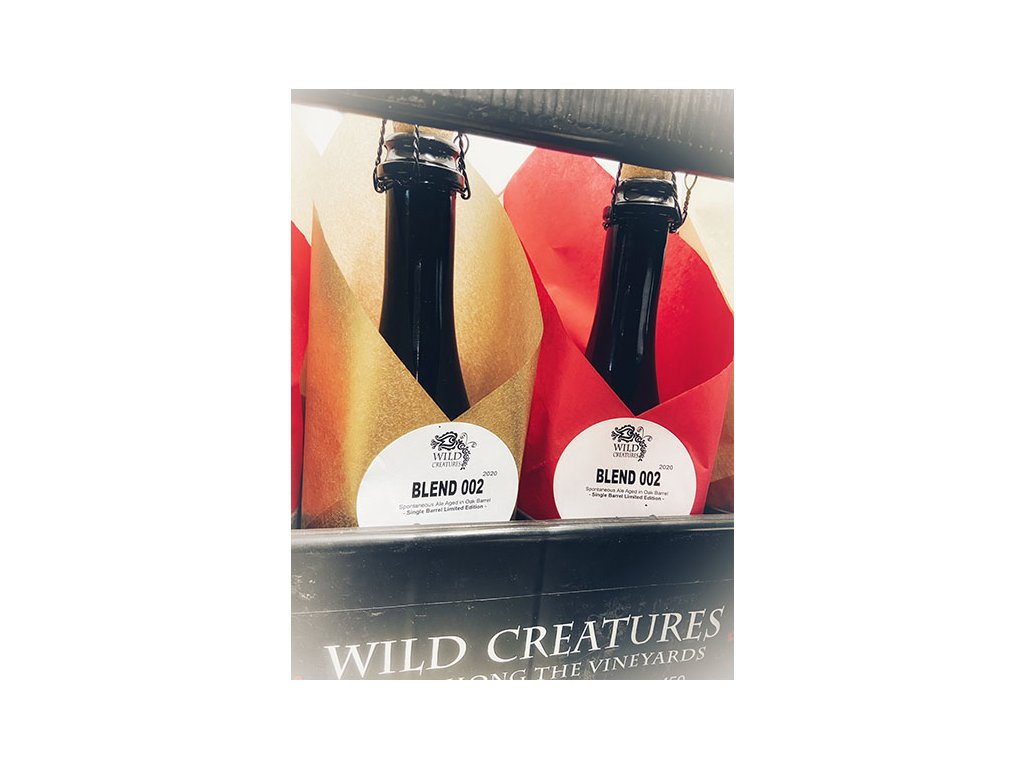 WILD
CREATURES
2020
BLEND 002
Spontaneous Ale Aged in Oak Barrel
- Single Barrel Limited Edition -
WILD
CREATURES
2020
BLEND 002
Spontaneous Ale Aged in Oak Barrel
- Single Barrel Limited Edition -
WILD CREATURES
THE VINEYARDS